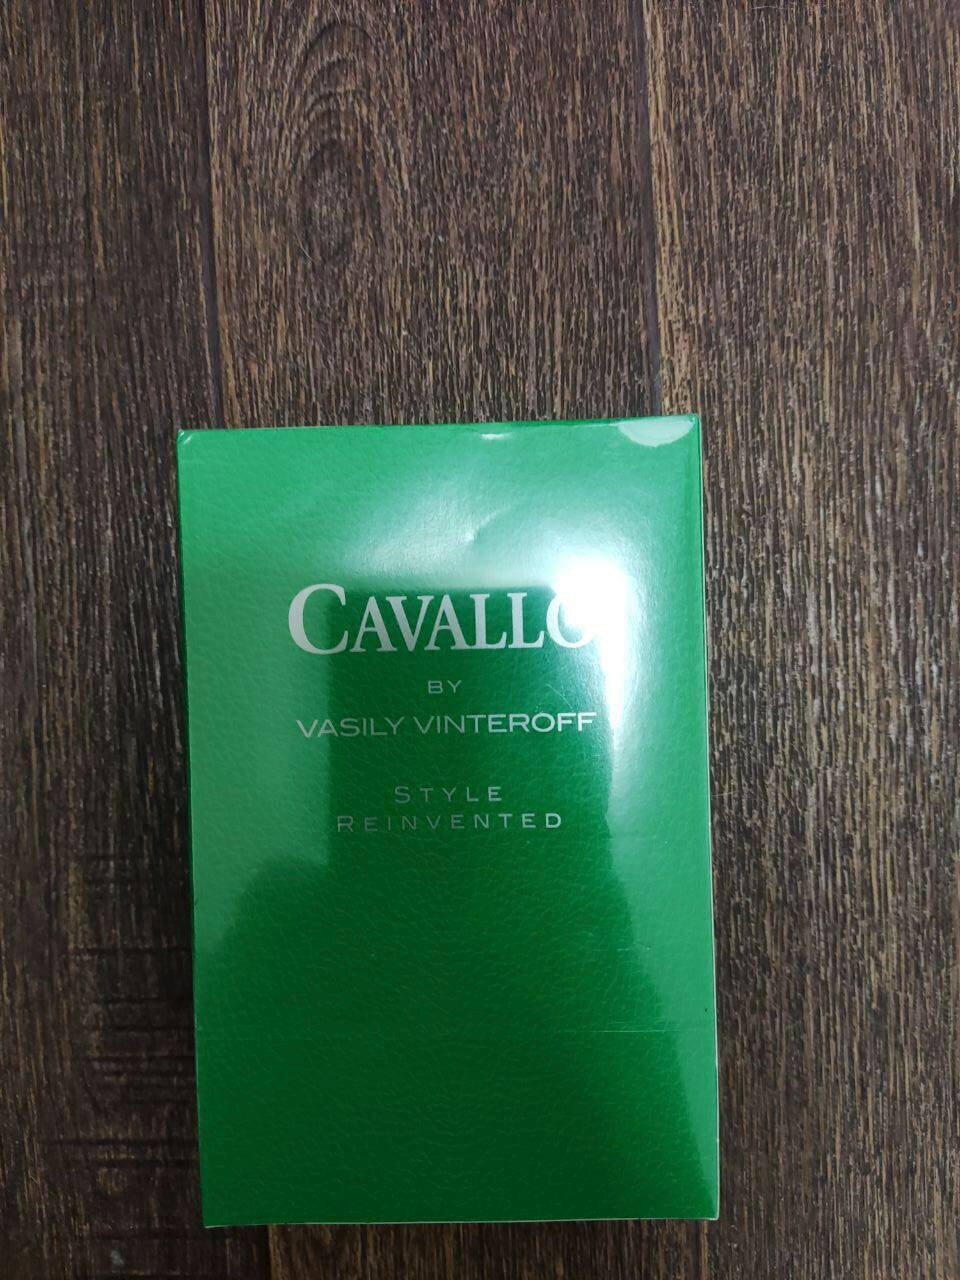 CAVALLO
BY
VASILY VINTEROFF
STYLE
REINVENTED